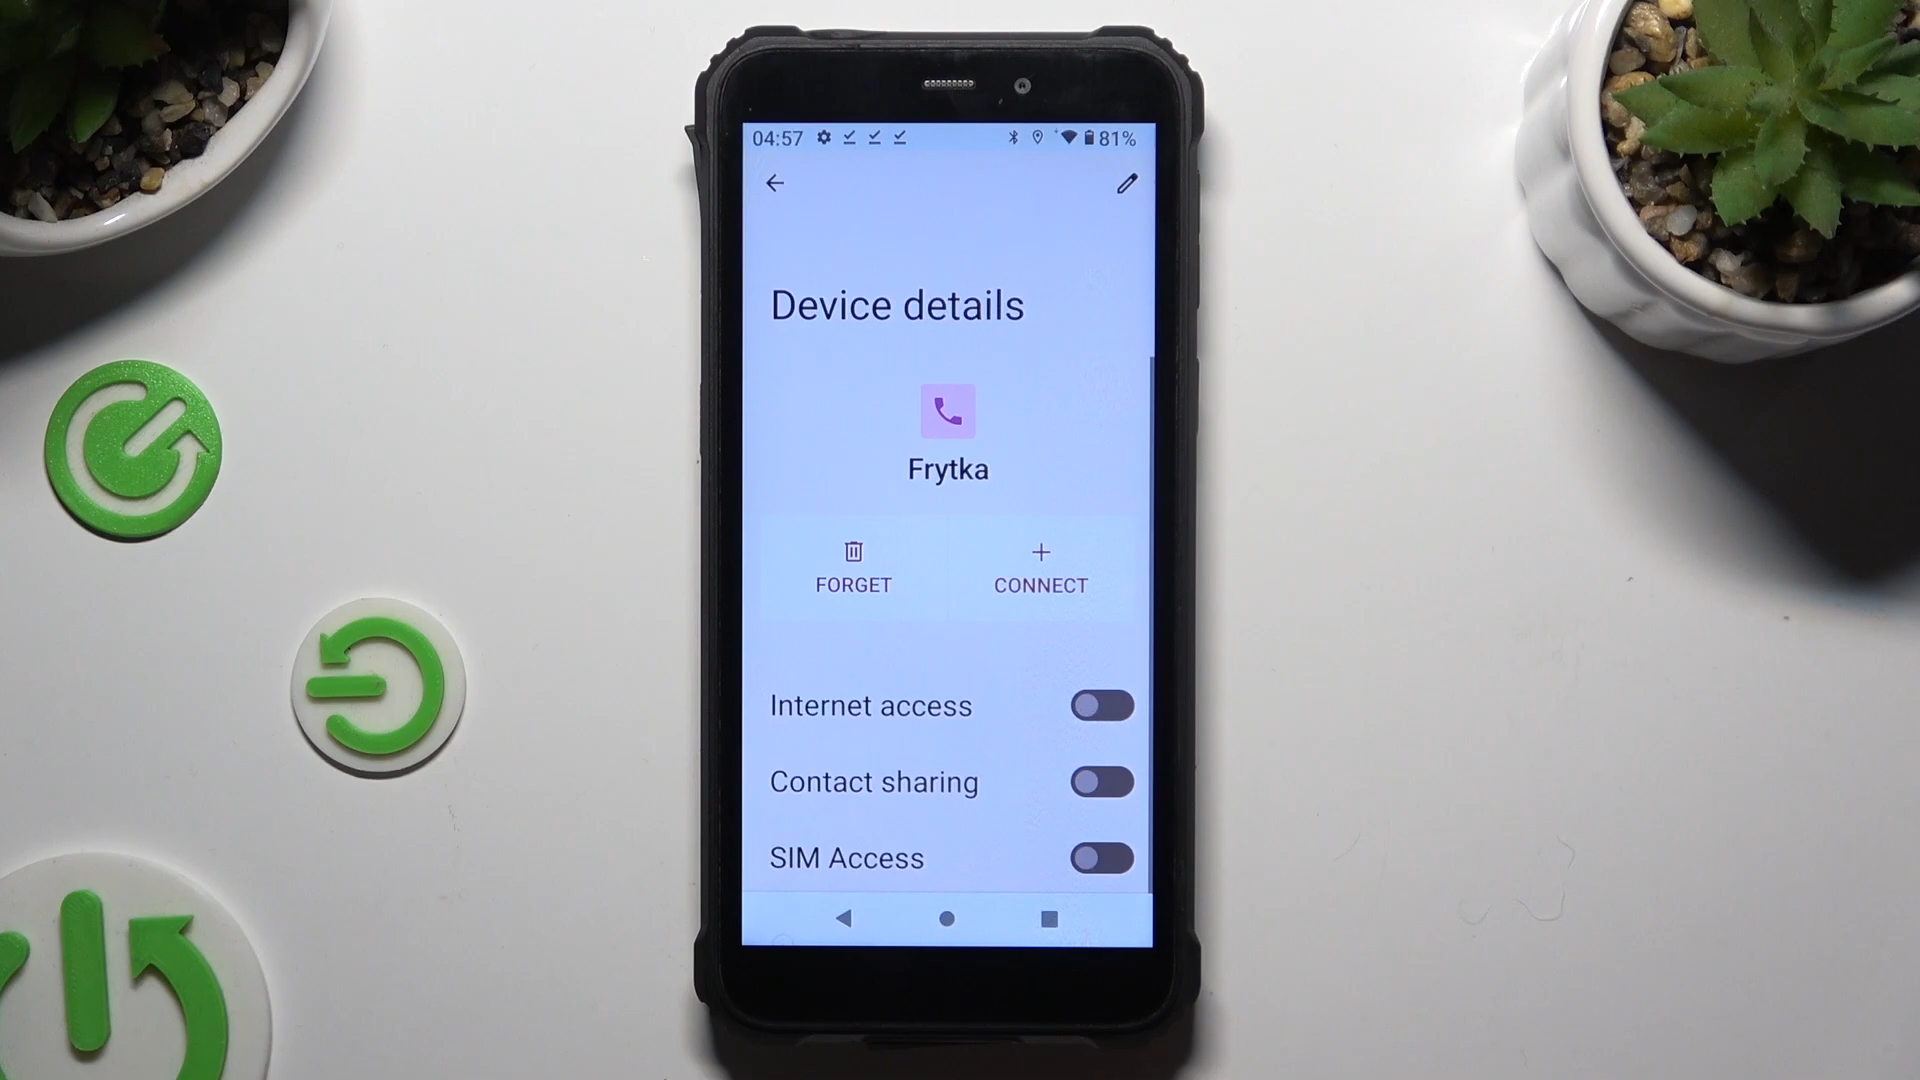 04:57 81%
Device details
Frytka
FORGET CONNECT
Internet access
Contact sharing
SIM Access